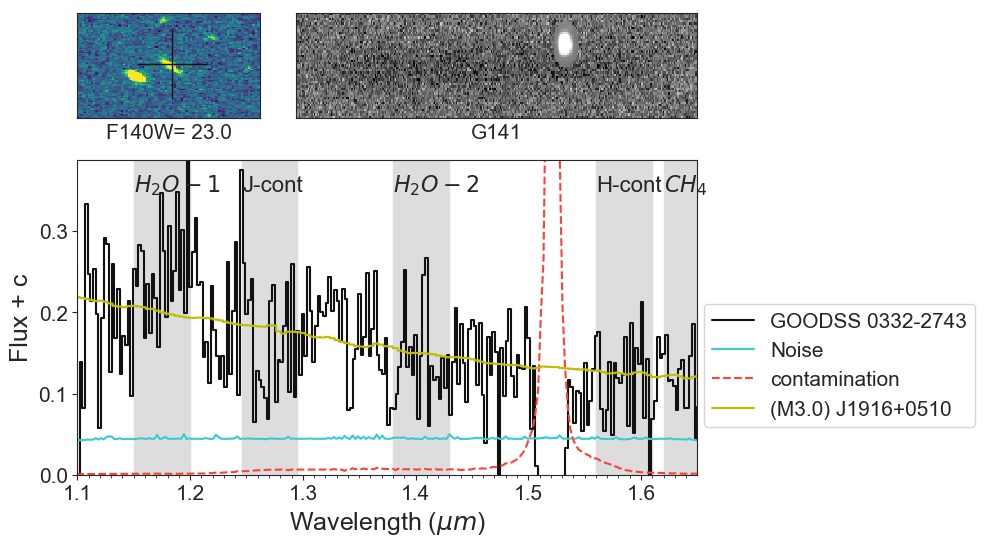 F140W= 23.0
G141
H₂O − 1
J-cont
H₂O − 2
H-cont
CH₄
0.3
0.2
0.1
0.0
Flux + c
1.1
1.2
1.3
1.4
1.5
1.6
Wavelength (μm)
GOODSS 0332-2743
Noise
contamination
(M3.0) J1916+0510